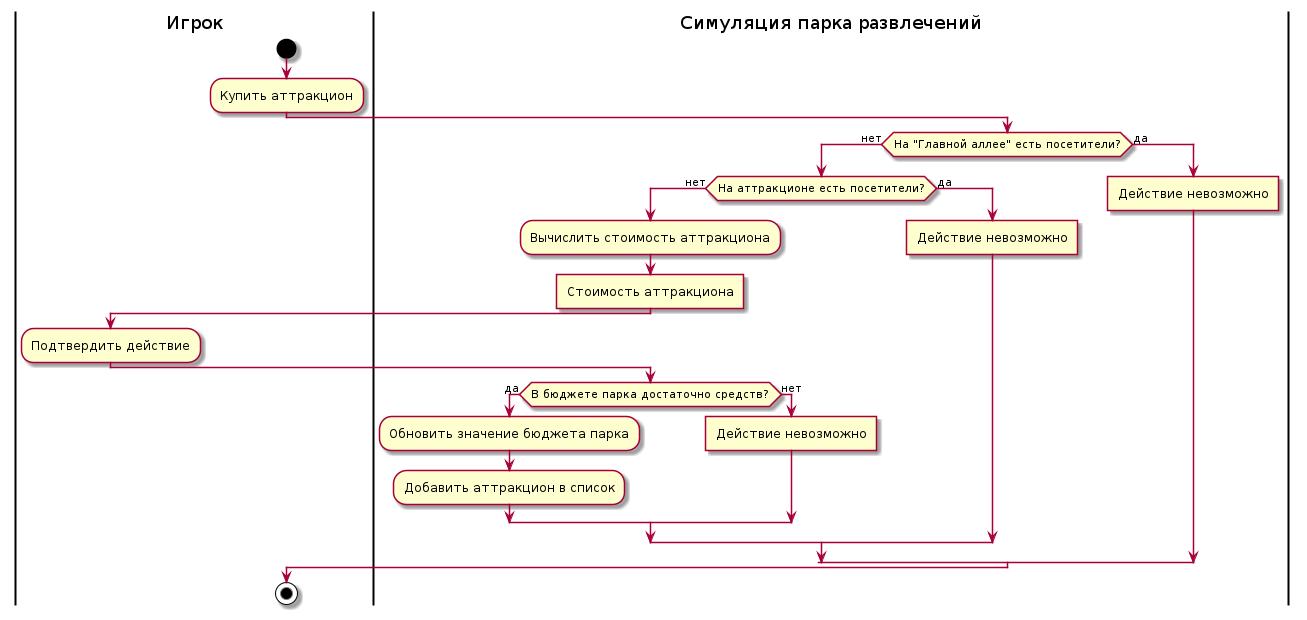 Игрок
Симуляция парка развлечений
Купить аттракцион
нет
На "Главной аллее" есть посетители?
да
нет
На аттракционе есть посетители?
да
Действие невозможно
Вычислить стоимость аттракциона
Действие невозможно
Стоимость аттракциона
Подтвердить действие
да
В бюджете парка достаточно средств?
нет
Обновить значение бюджета парка
Действие невозможно
Добавить аттракцион в список